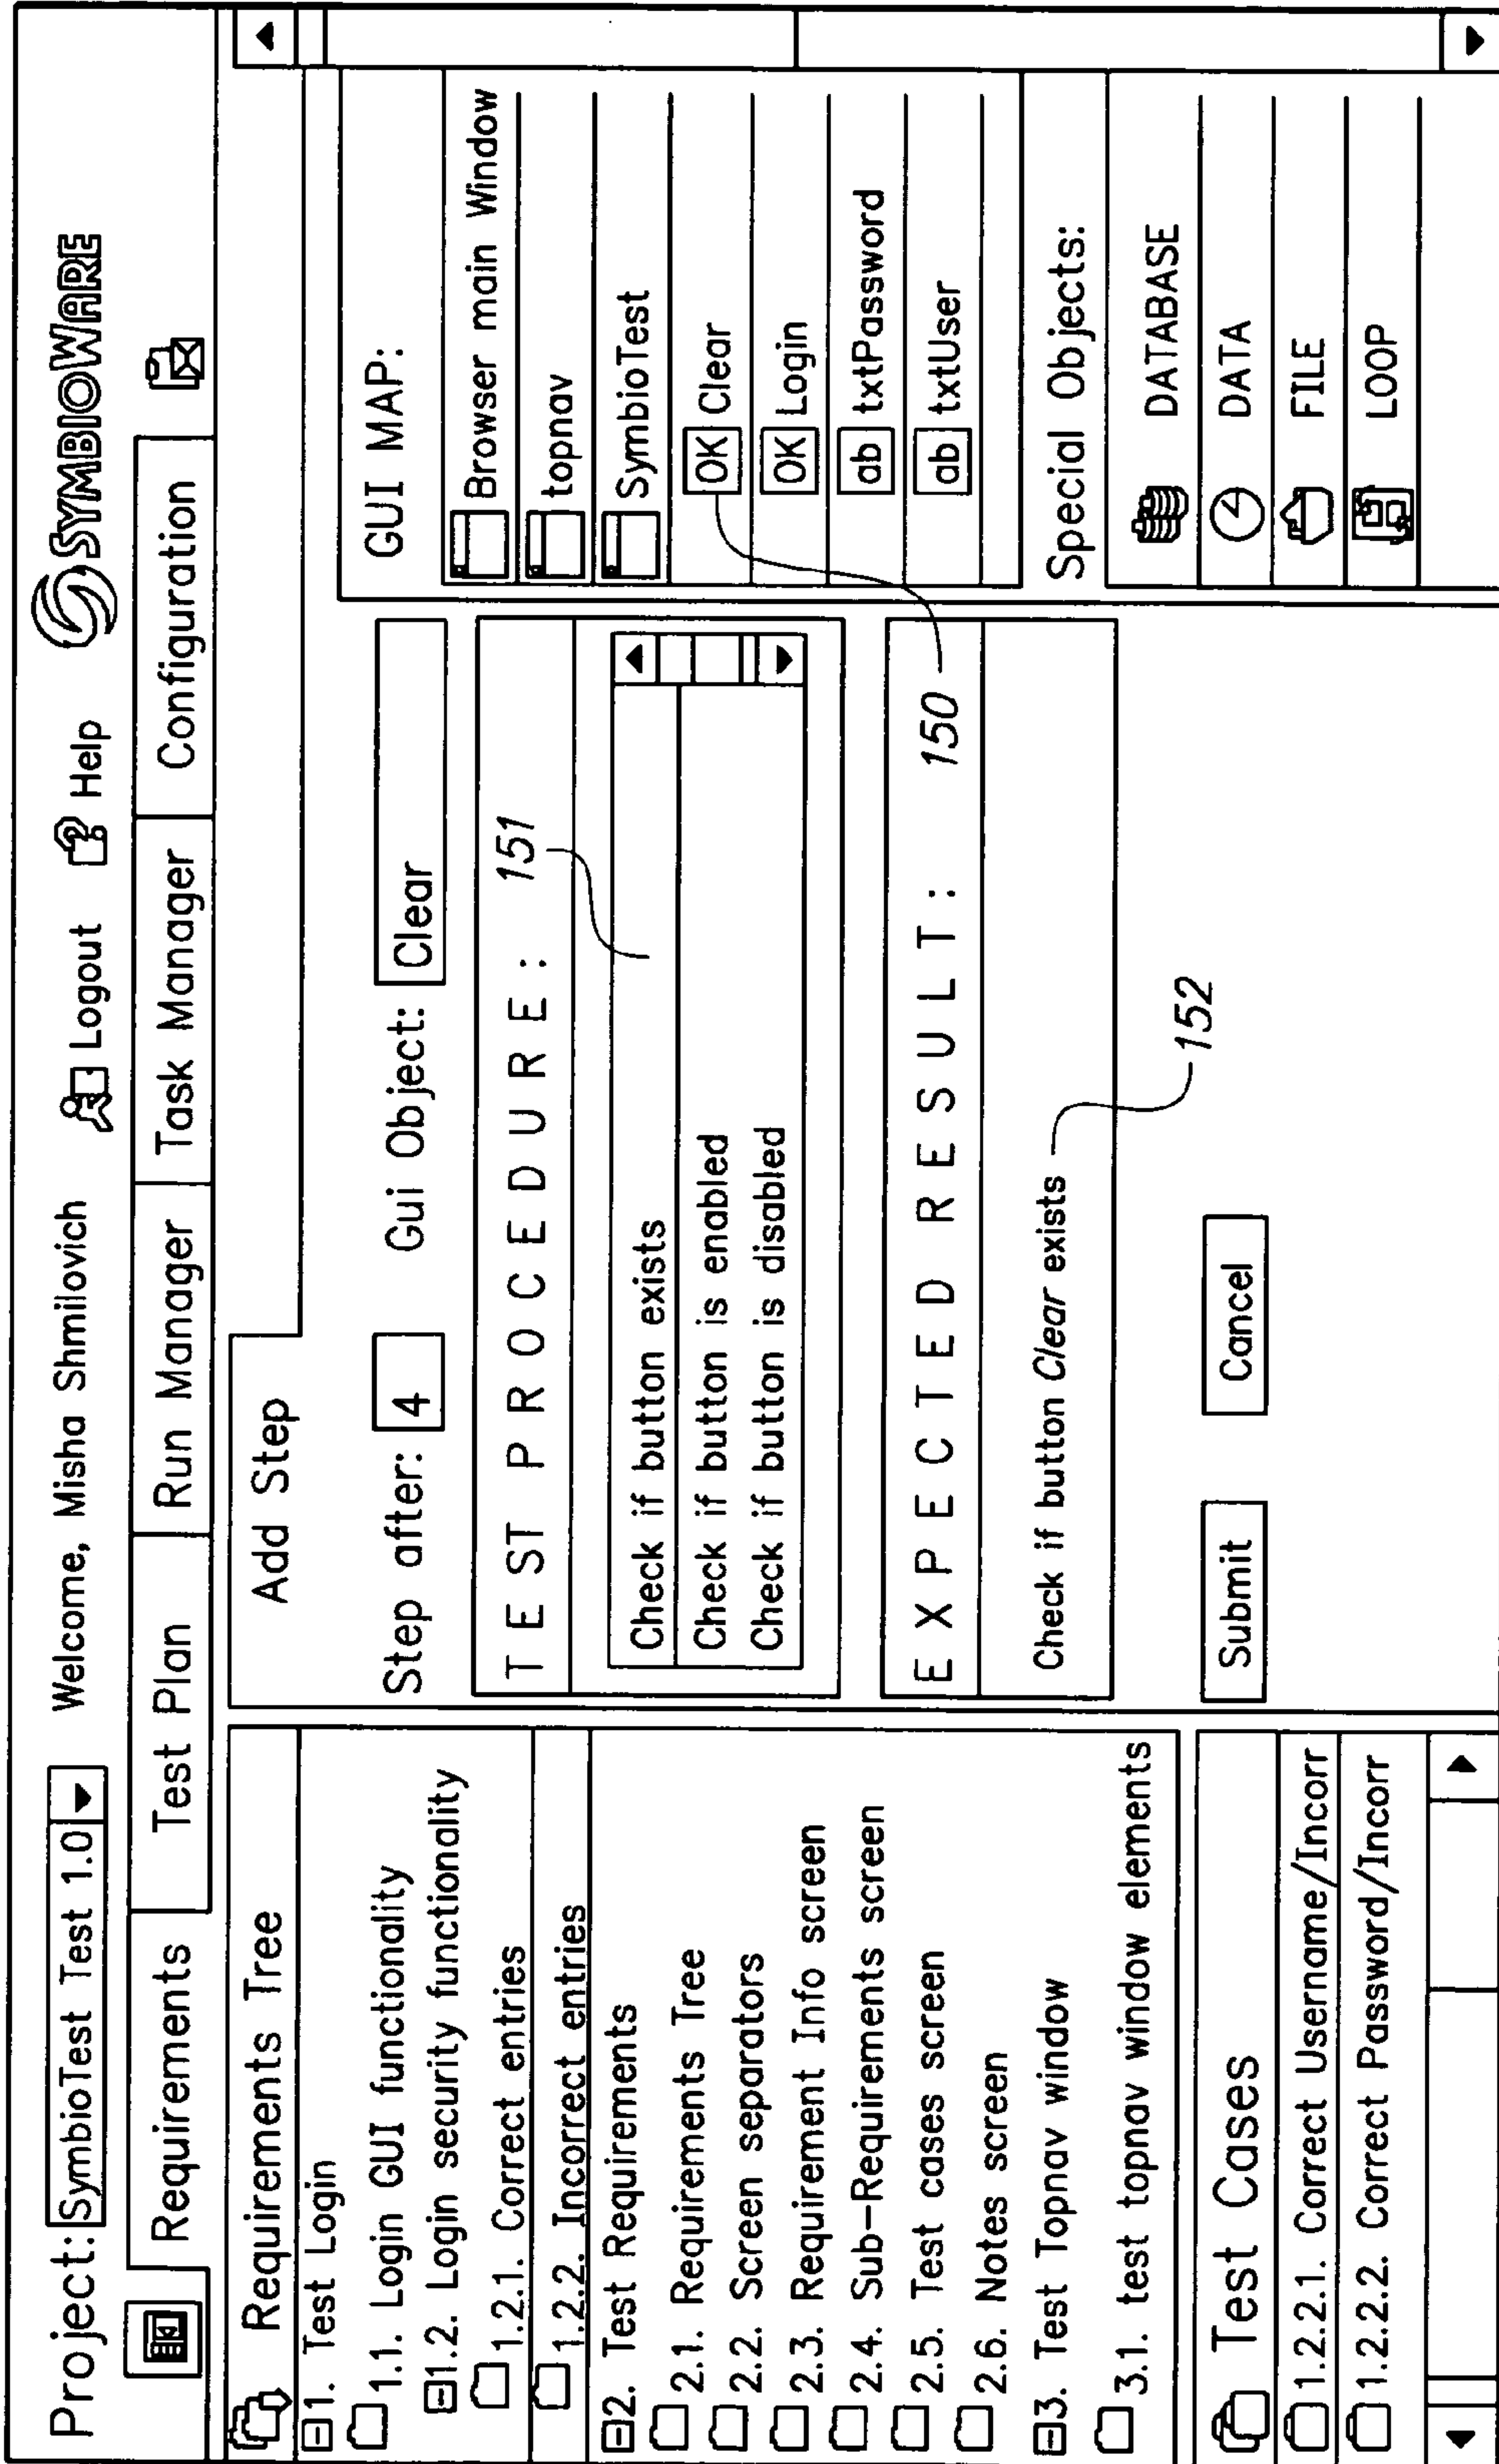 Project: SymbioTest Test 1.0 Welcome, Misha Shmilovich Logout Help SYMBIOWARE
Requirements Test Plan Run Manager Task Manager Configuration
Requirements Tree
1. Test Login
1.1. Login GUI functionality
1.2. Login security functionality
1.2.1. Correct entries
1.2.2. Incorrect entries
2. Test Requirements
2.1. Requirements Tree
2.2. Screen separators
2.3. Requirement Info screen
2.4. Sub-Requirements screen
2.5. Test cases screen
2.6. Notes screen
3. Test Topnav window
3.1. test topnav window elements
Test Cases
1.2.2.1. Correct Username/Incorr
1.2.2.2. Correct Password/Incorr
Add Step
Step after: 4 Gui Object: Clear
TEST PROCEDURE: 151
Check if button exists
Check if button is enabled
Check if button is disabled
EXPECTED RESULT: 150
Check if button Clear exists
152
Submit Cancel
GUI MAP:
Browser main Window
topnav
SymbioTest
OK Clear
OK Login
ab txtPassword
ab txtUser
Special Objects:
DATABASE
DATA
FILE
LOOP